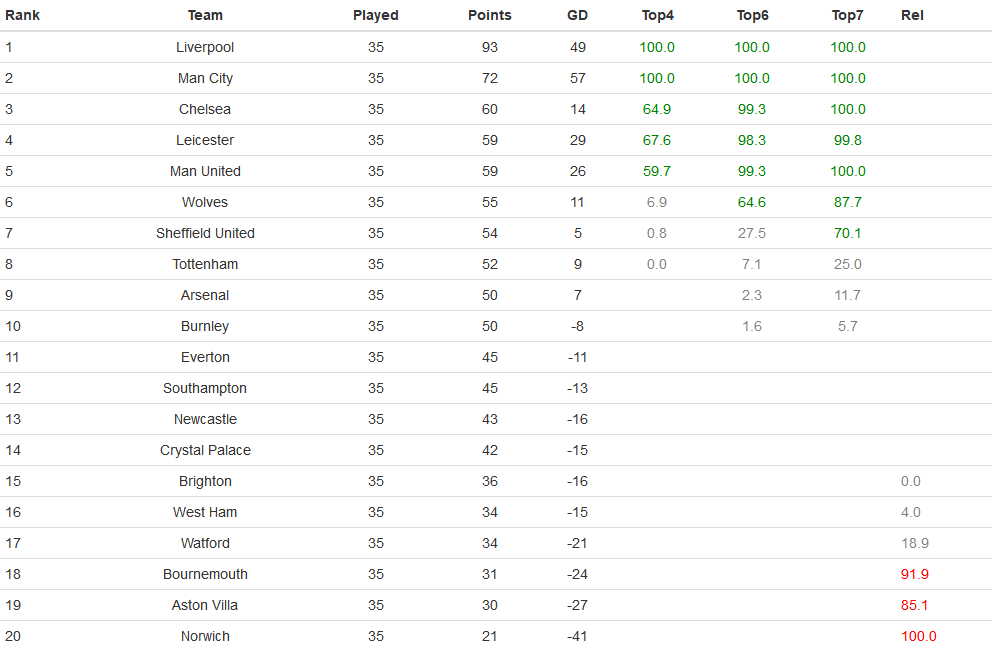 Rank Team Played Points GD Top4 Top6 Top7 Rel
1 Liverpool 35 93 49 100.0 100.0 100.0
2 Man City 35 72 57 100.0 100.0 100.0
3 Chelsea 35 60 14 64.9 99.3 100.0
4 Leicester 35 59 29 67.6 98.3 99.8
5 Man United 35 59 26 59.7 99.3 100.0
6 Wolves 35 55 11 6.9 64.6 87.7
7 Sheffield United 35 54 5 0.8 27.5 70.1
8 Tottenham 35 52 9 0.0 7.1 25.0
9 Arsenal 35 50 7 2.3 11.7
10 Burnley 35 50 -8 1.6 5.7
11 Everton 35 45 -11
12 Southampton 35 45 -13
13 Newcastle 35 43 -16
14 Crystal Palace 35 42 -15
15 Brighton 35 36 -16 0.0
16 West Ham 35 34 -15 4.0
17 Watford 35 34 -21 18.9
18 Bournemouth 35 31 -24 91.9
19 Aston Villa 35 30 -27 85.1
20 Norwich 35 21 -41 100.0